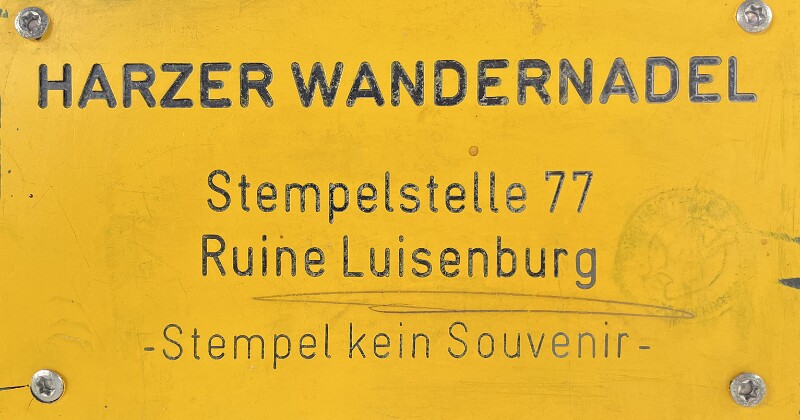 HARZER WANDERNADEL
Stempelstelle 77
Ruine Luisenburg
-Stempel kein Souvenir-